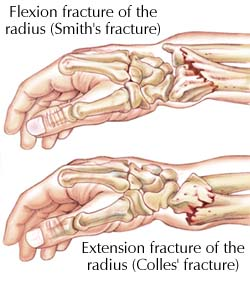 Flexion fracture of the
radius (Smith's fracture)
Extension fracture of the
radius (Colles' fracture)